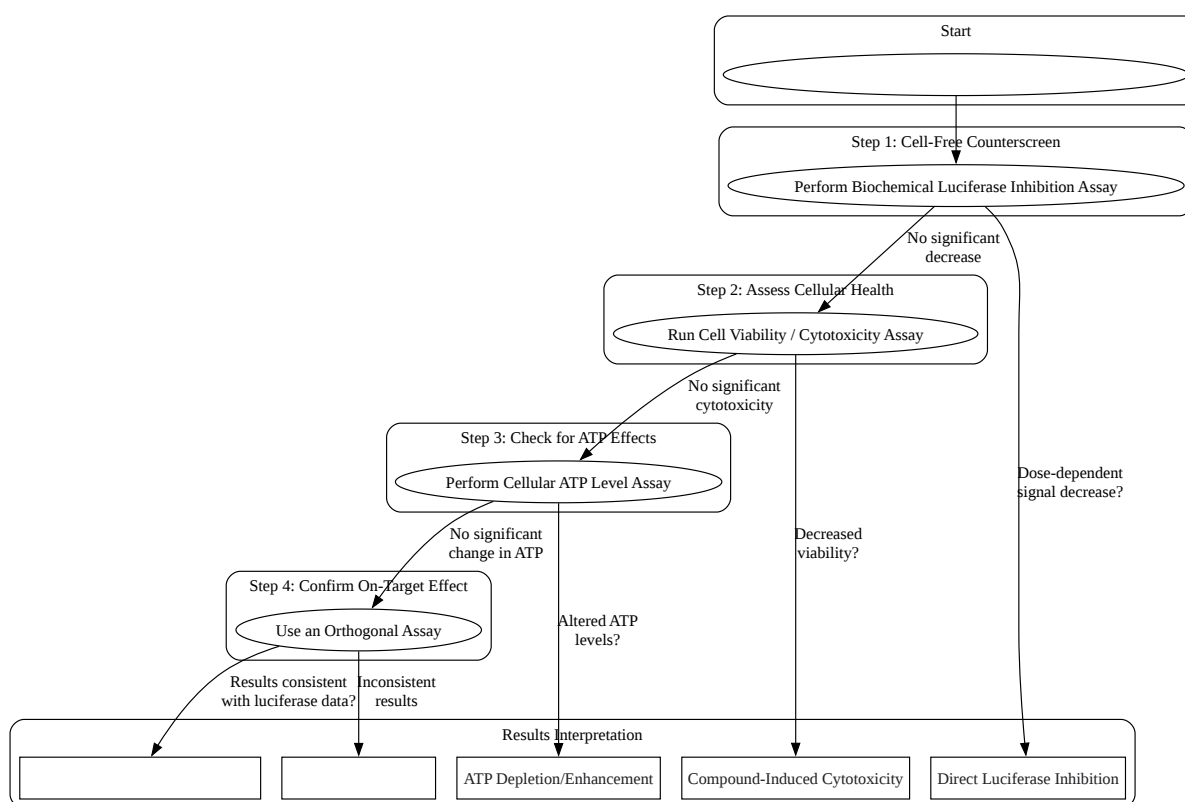 Start
Step 1: Cell-Free Counterscreen
Perform Biochemical Luciferase Inhibition Assay
No significant
decrease
Step 2: Assess Cellular Health
Run Cell Viability / Cytotoxicity Assay
No significant
cytotoxicity
Step 3: Check for ATP Effects
Perform Cellular ATP Level Assay
Dose-dependent
signal decrease?
No significant
change in ATP
Decreased
viability?
Step 4: Confirm On-Target Effect
Use an Orthogonal Assay
Altered ATP
levels?
Results consistent
with luciferase data?
Inconsistent
results
Results Interpretation
ATP Depletion/Enhancement
Compound-Induced Cytotoxicity
Direct Luciferase Inhibition